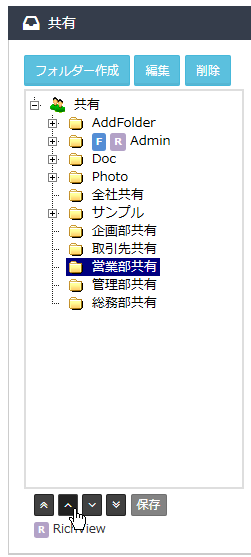 共有
フォルダー作成 編集 削除
共有
AddFolder
F R Admin
Doc
Photo
全社共有
サンプル
企画部共有
取引先共有
営業部共有
管理部共有
総務部共有
保存
R RichView